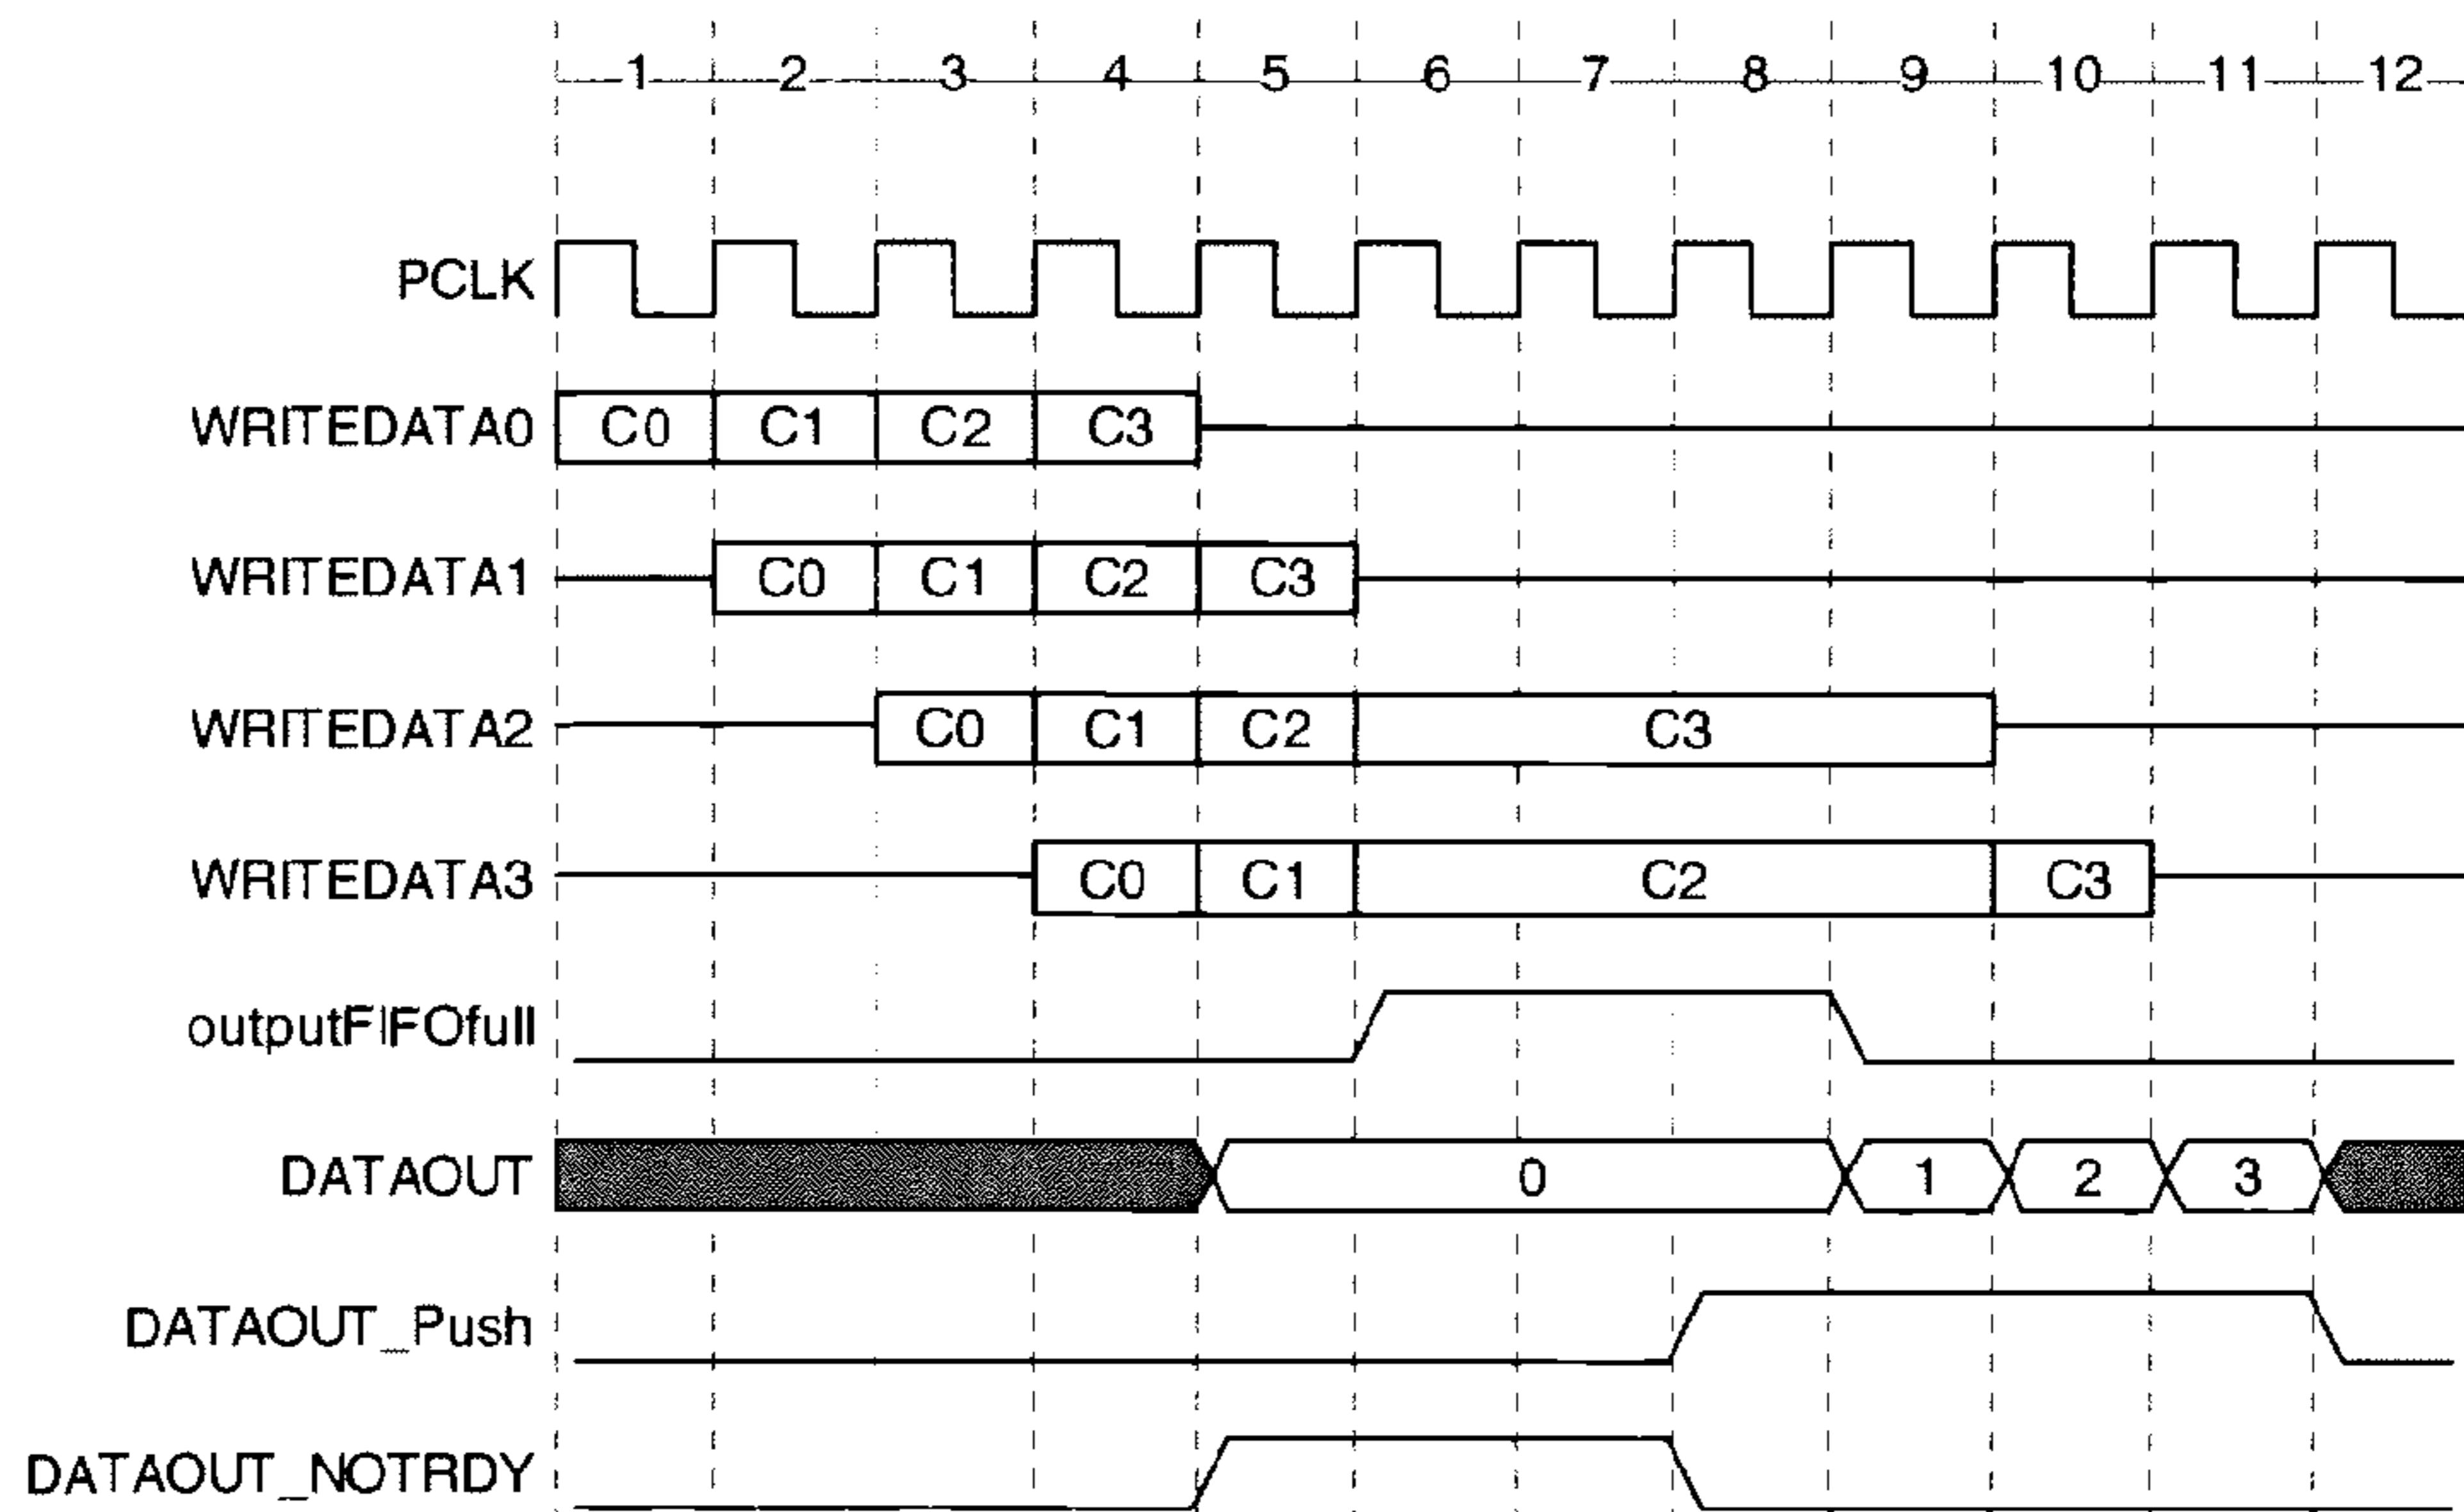 1 2 3 4 5 6 7 8 9 10 11 12
PCLK
WRITEDATA0 C0 C1 C2 C3
WRITEDATA1 C0 C1 C2 C3
WRITEDATA2 C0 C1 C2 C3
WRITEDATA3 C0 C1 C2 C3
outputFIFOfull
DATAOUT 0 1 2 3
DATAOUT_Push
DATAOUT_NOTRDY